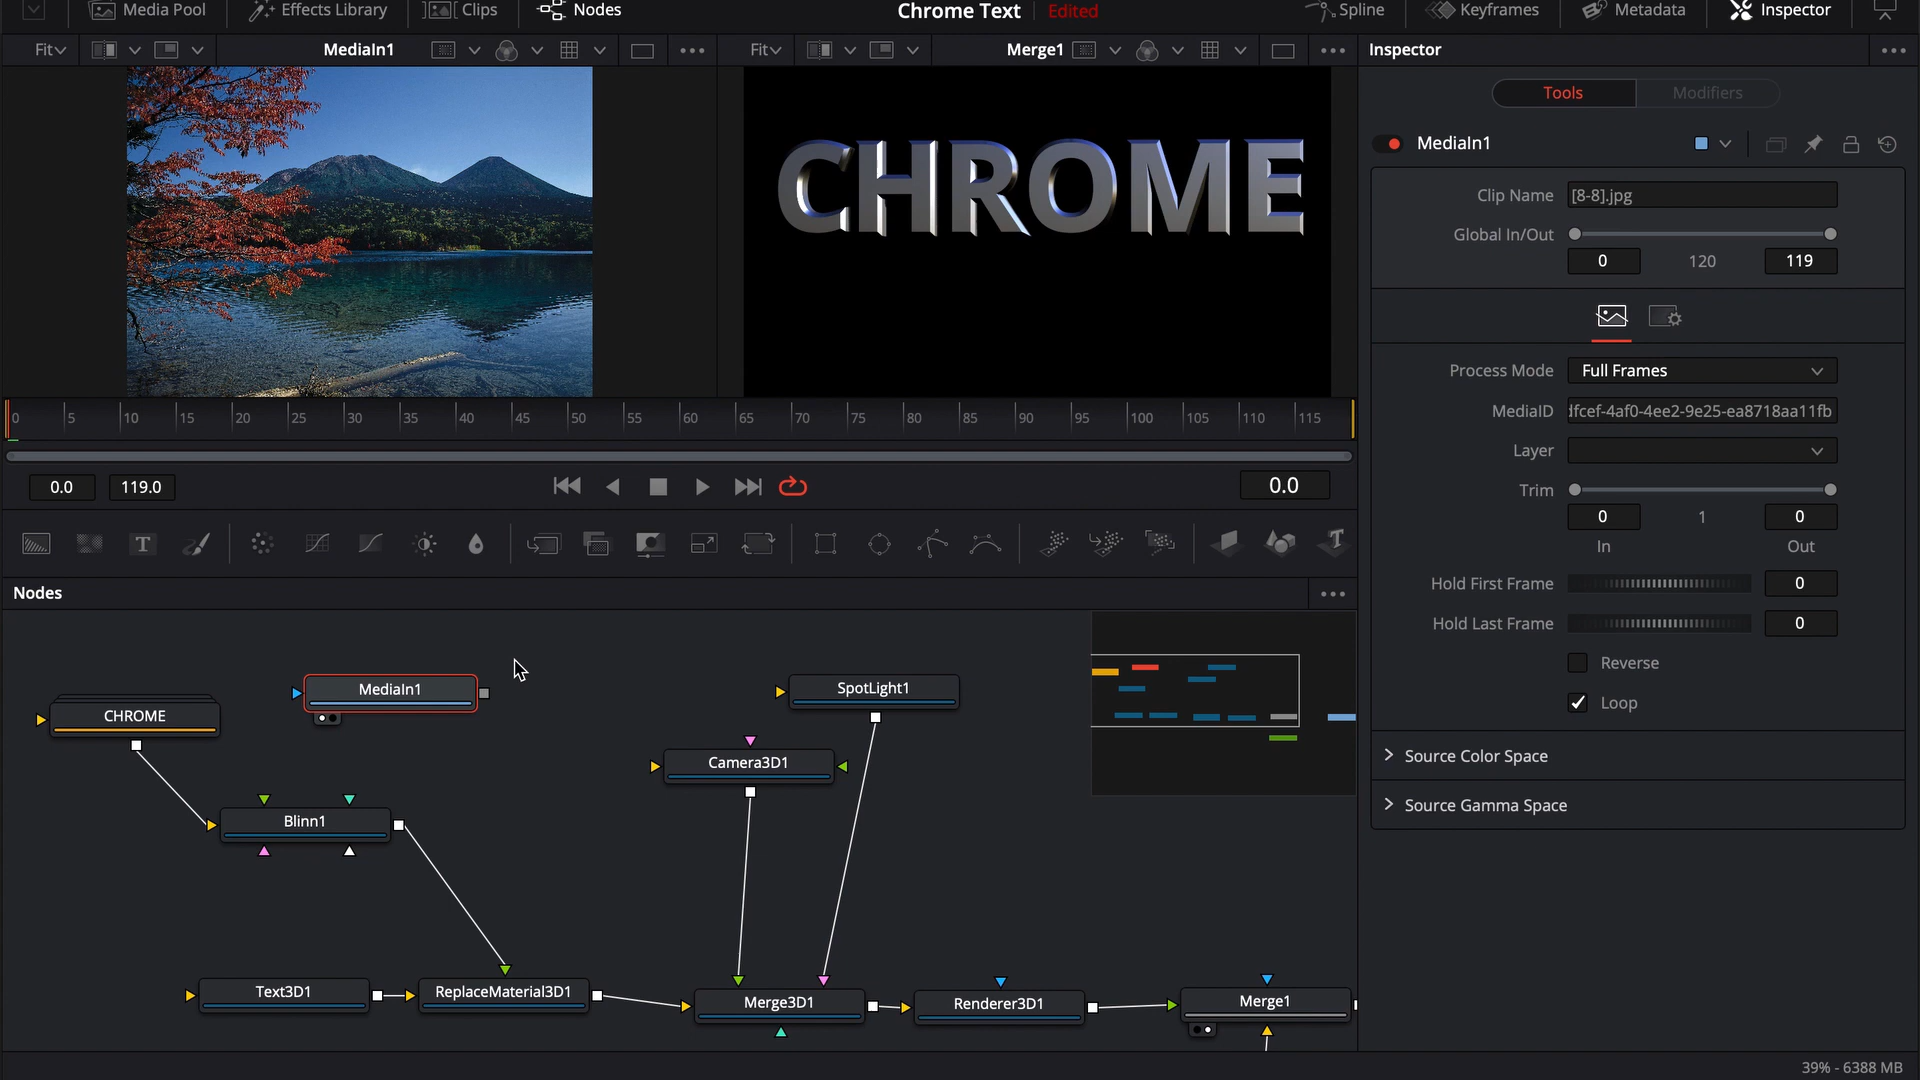 Media Pool
Effects Library
Clips
Nodes
Chrome Text
Edited
Spline
Keyframes
Metadata
Inspector
Fit
MediaIn1
Fit
Merge1
Inspector
CHROME
Tools
Modifiers
MediaIn1
Clip Name
[8-8].jpg
Global In/Out
0
120
119
Process Mode
Full Frames
MediaID
lfcef-4af0-4ee2-9e25-ea8718aa11fb
Layer
Trim
0
1
0
In
Out
Hold First Frame
0
Hold Last Frame
0
Reverse
Loop
Source Color Space
Source Gamma Space
0 5 10 15 20 25 30 35 40 45 50 55 60 65 70 75 80 85 90 95 100 105 110 115
0.0
119.0
0.0
T
Nodes
MediaIn1
SpotLight1
CHROME
Camera3D1
Blinn1
Text3D1
ReplaceMaterial3D1
Merge3D1
Renderer3D1
Merge1
39% - 6388 MB